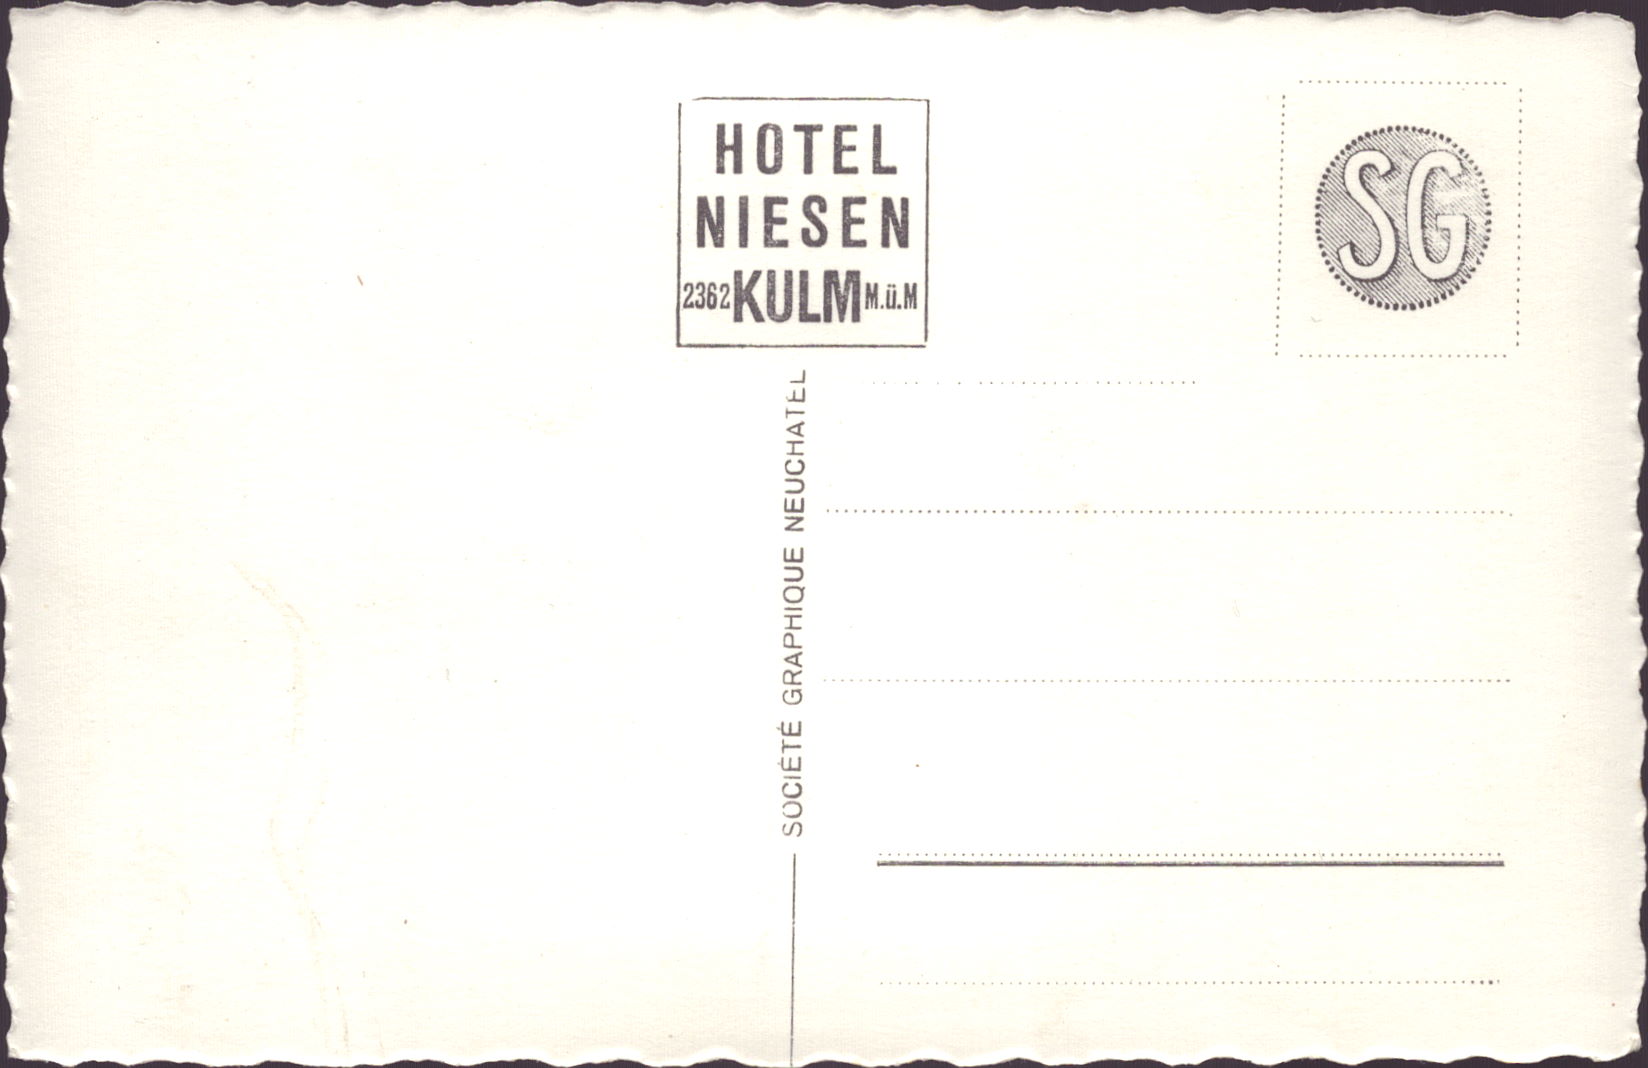 HOTEL
NIESEN
2362 KULM M.ü.M
SG
SOCIÉTÉ GRAPHIQUE NEUCHATEL